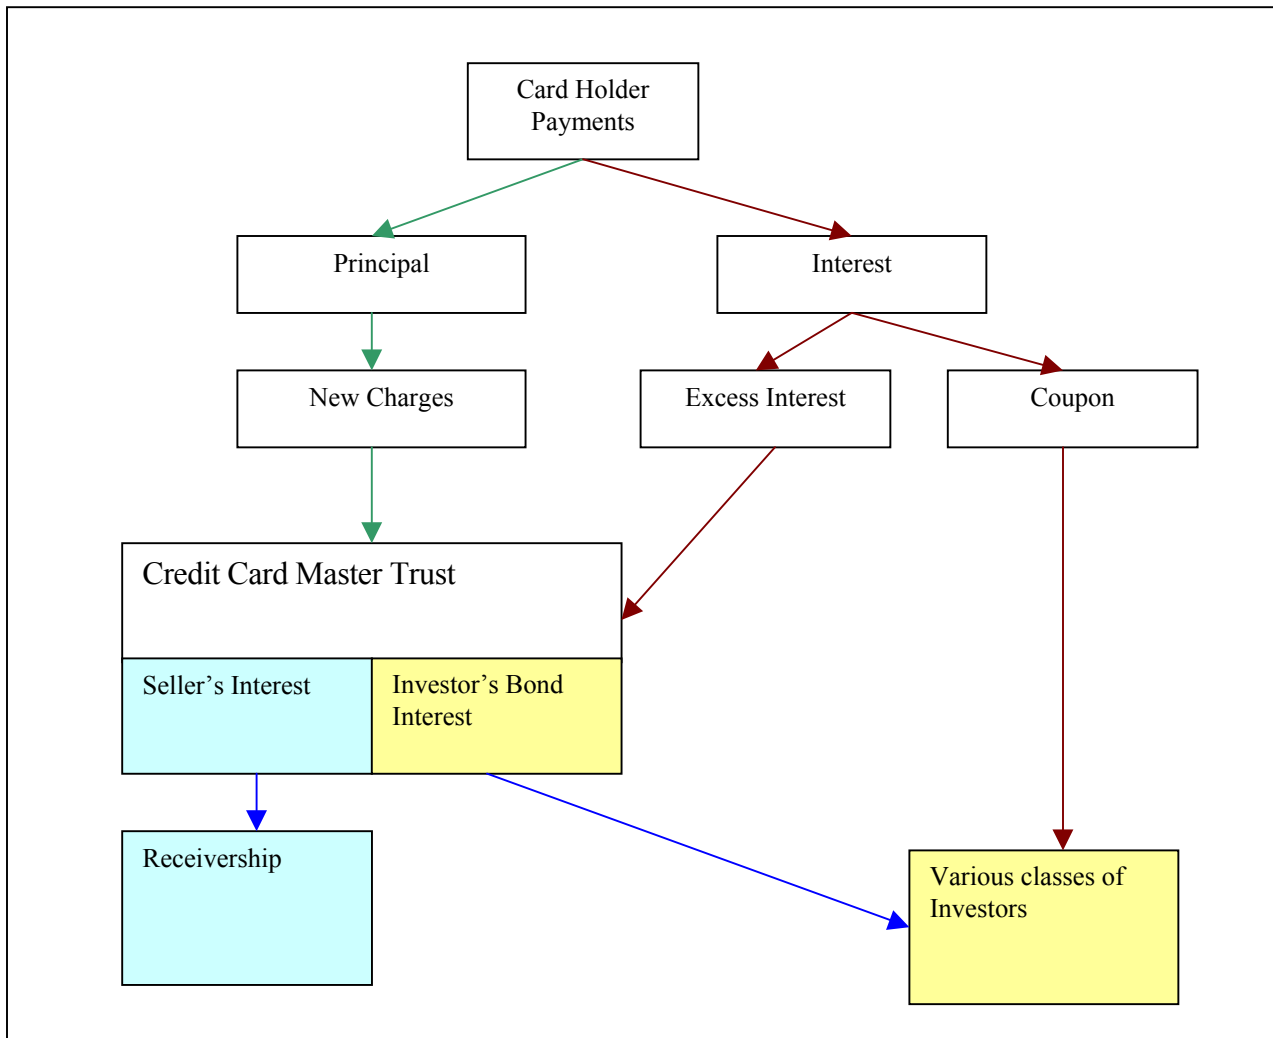 Card Holder
Payments
Principal
Interest
New Charges
Excess Interest
Coupon
Credit Card Master Trust
Seller’s Interest
Investor’s Bond
Interest
Receivership
Various classes of
Investors